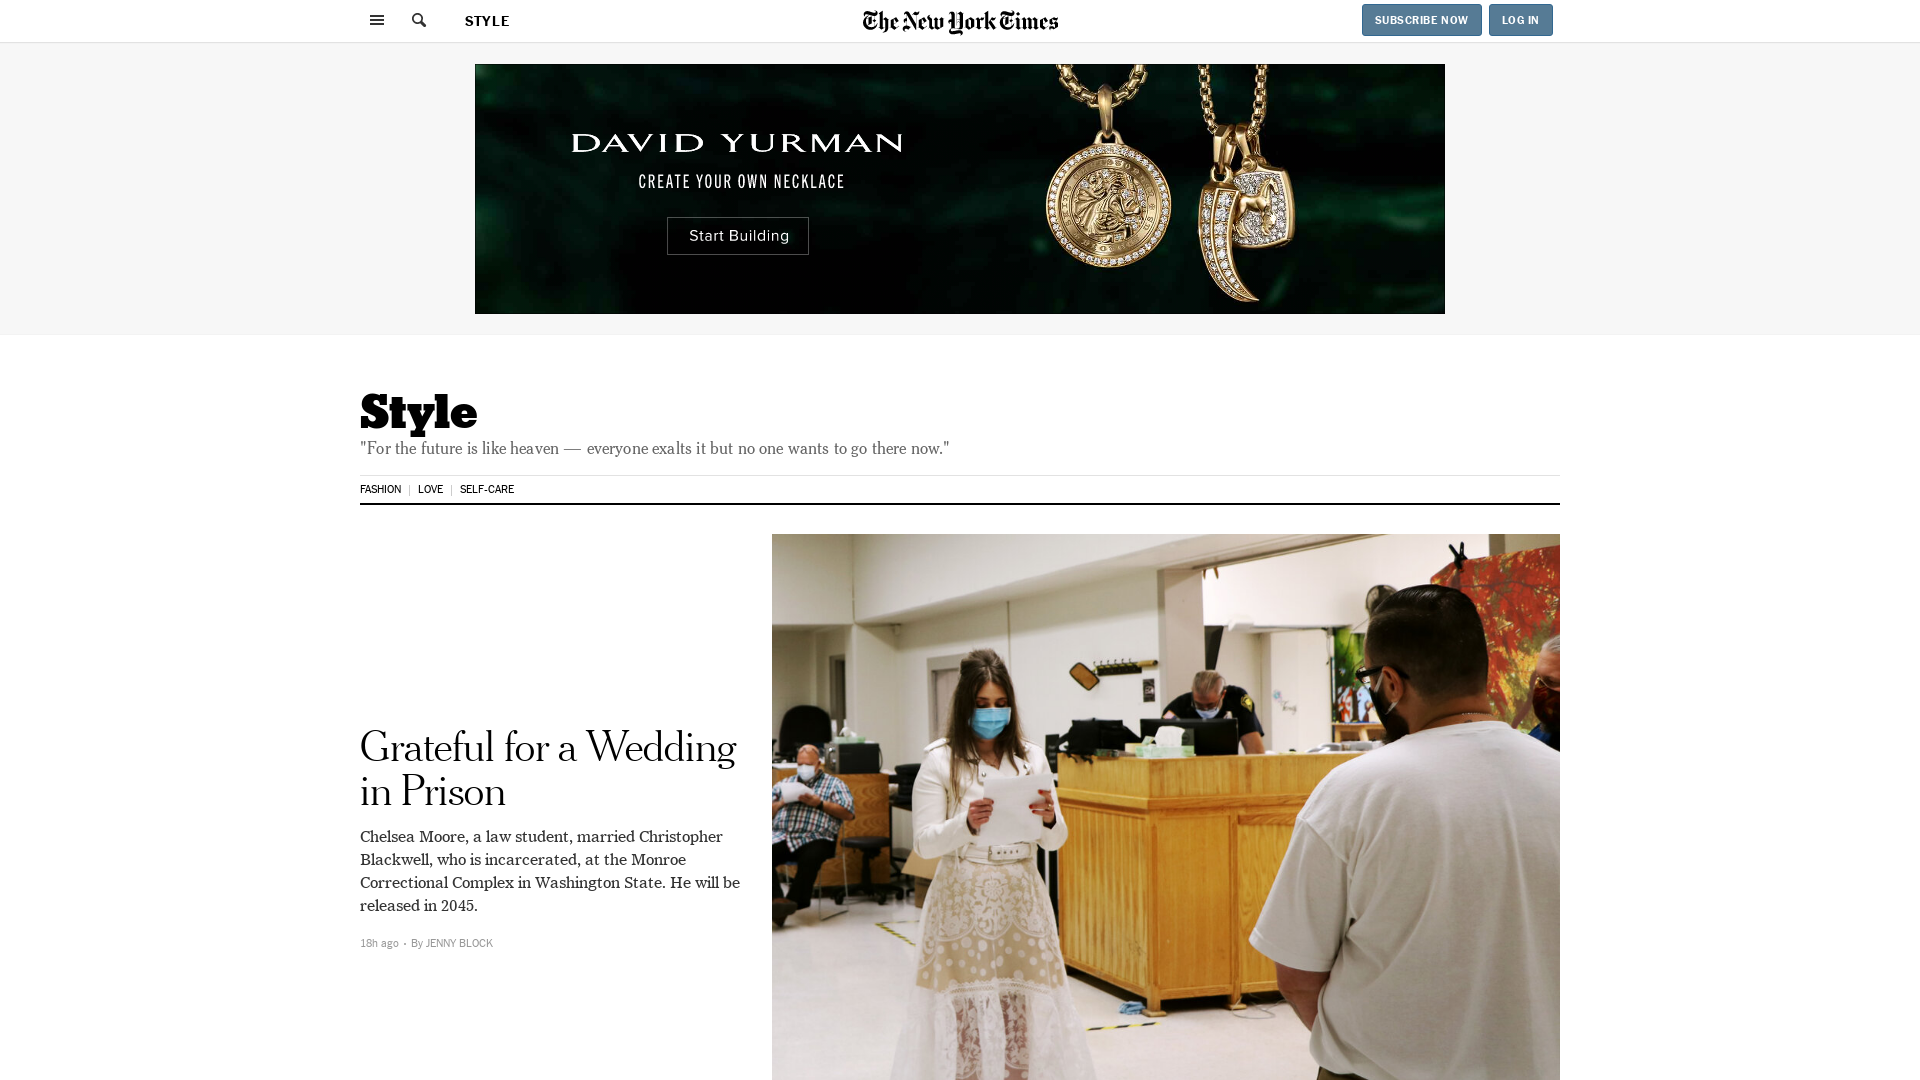 STYLE
The New York Times
SUBSCRIBE NOW
LOG IN
DAVID YURMAN
CREATE YOUR OWN NECKLACE
Start Building
Style
"For the future is like heaven — everyone exalts it but no one wants to go there now."
FASHION
LOVE
SELF-CARE
Grateful for a Wedding
in Prison
Chelsea Moore, a law student, married Christopher
Blackwell, who is incarcerated, at the Monroe
Correctional Complex in Washington State. He will be
released in 2045.
18h ago • By JENNY BLOCK